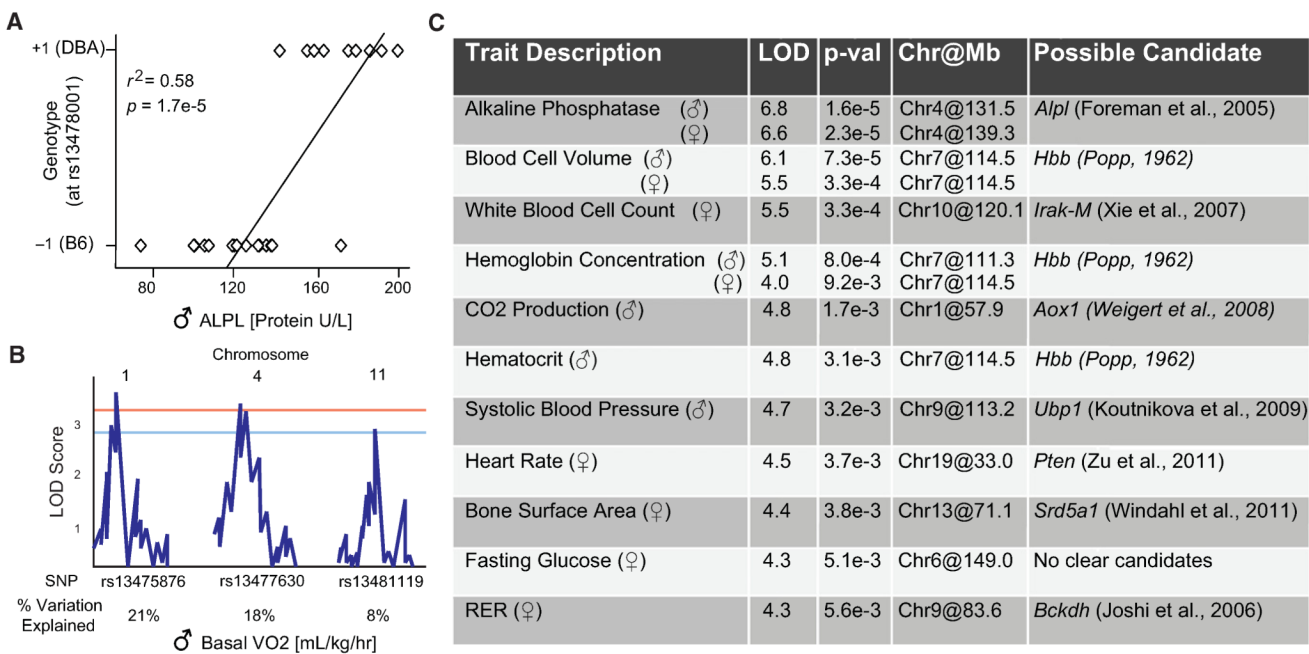 A
+1 (DBA)
r2= 0.58
p = 1.7e-5
Genotype
(at rs13478001)
−1 (B6)
80 120 160 200
♂ ALPL [Protein U/L]
B
Chromosome
1 4 11
LOD Score
3
2
1
SNP rs13475876 rs13477630 rs13481119
% Variation
Explained 21% 18% 8%
♂ Basal VO2 [mL/kg/hr]
C
Trait Description LOD p-val Chr@Mb Possible Candidate
Alkaline Phosphatase (♂) 6.8 1.6e-5 Chr4@131.5 Alpl (Foreman et al., 2005)
(♀) 6.6 2.3e-5 Chr4@139.3
Blood Cell Volume (♂) 6.1 7.3e-5 Chr7@114.5 Hbb (Popp, 1962)
(♀) 5.5 3.3e-4 Chr7@114.5
White Blood Cell Count (♀) 5.5 3.3e-4 Chr10@120.1 Irak-M (Xie et al., 2007)
Hemoglobin Concentration (♂) 5.1 8.0e-4 Chr7@111.3 Hbb (Popp, 1962)
(♀) 4.0 9.2e-3 Chr7@114.5
CO2 Production (♂) 4.8 1.7e-3 Chr1@57.9 Aox1 (Weigert et al., 2008)
Hematocrit (♂) 4.8 3.1e-3 Chr7@114.5 Hbb (Popp, 1962)
Systolic Blood Pressure (♂) 4.7 3.2e-3 Chr9@113.2 Ubp1 (Koutnikova et al., 2009)
Heart Rate (♀) 4.5 3.7e-3 Chr19@33.0 Pten (Zu et al., 2011)
Bone Surface Area (♀) 4.4 3.8e-3 Chr13@71.1 Srd5a1 (Windahl et al., 2011)
Fasting Glucose (♀) 4.3 5.1e-3 Chr6@149.0 No clear candidates
RER (♀) 4.3 5.6e-3 Chr9@83.6 Bckdh (Joshi et al., 2006)